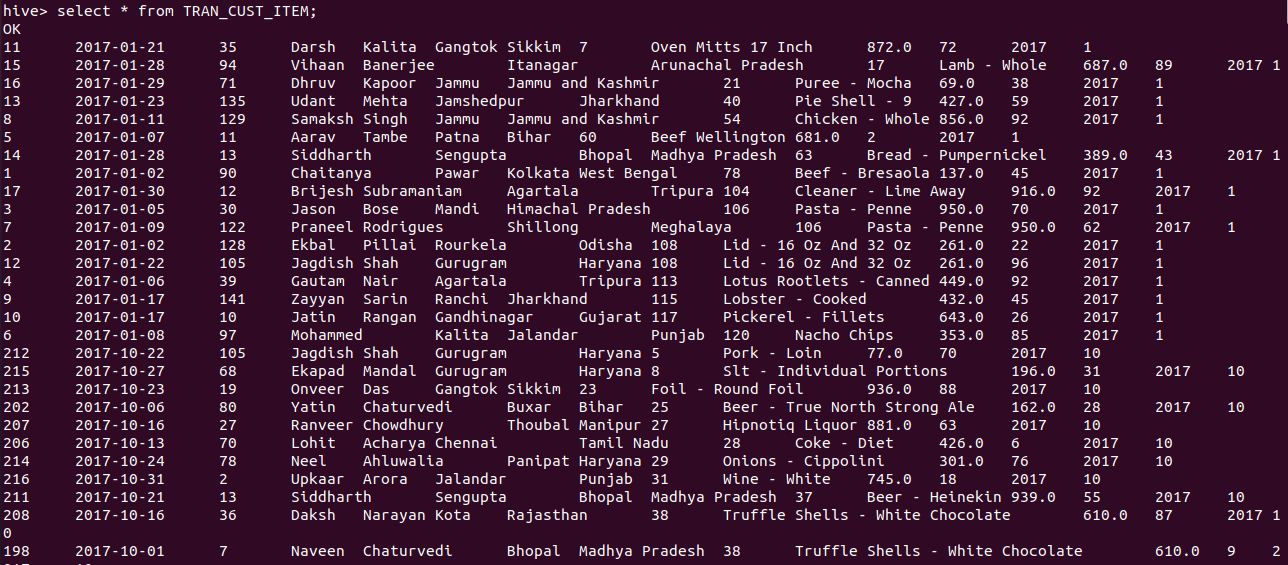 hive> select * from TRAN_CUST_ITEM;
OK
11 2017-01-21 35 Darsh Kalita Gangtok Sikkim 7 Oven Mitts 17 Inch 872.0 72 2017 1
15 2017-01-28 94 Vihaan Banerjee Itanagar Arunachal Pradesh 17 Lamb - Whole 687.0 89 2017 1
16 2017-01-29 71 Dhruv Kapoor Jammu Jammu and Kashmir 21 Puree - Mocha 69.0 38 2017 1
13 2017-01-23 135 Udant Mehta Jamshedpur Jharkhand 40 Pie Shell - 9 427.0 59 2017 1
8 2017-01-11 129 Samaksh Singh Jammu Jammu and Kashmir 54 Chicken - Whole 856.0 92 2017 1
5 2017-01-07 11 Aarav Tambe Patna Bihar 60 Beef Wellington 681.0 2 2017 1
14 2017-01-28 13 Siddharth Sengupta Bhopal Madhya Pradesh 63 Bread - Pumpernickel 389.0 43 2017 1
1 2017-01-02 90 Chaitanya Pawar Kolkata West Bengal 78 Beef - Bresaola 137.0 45 2017 1
17 2017-01-30 12 Brijesh Subramaniam Agartala Tripura 104 Cleaner - Lime Away 916.0 92 2017 1
3 2017-01-05 30 Jason Bose Mandi Himachal Pradesh 106 Pasta - Penne 950.0 70 2017 1
7 2017-01-09 122 Praneel Rodrigues Shillong Meghalaya 106 Pasta - Penne 950.0 62 2017 1
2 2017-01-02 128 Ekbal Pillai Rourkela Odisha 108 Lid - 16 Oz And 32 Oz 261.0 22 2017 1
12 2017-01-22 105 Jagdish Shah Gurugram Haryana 108 Lid - 16 Oz And 32 Oz 261.0 96 2017 1
4 2017-01-06 39 Gautam Nair Agartala Tripura 113 Lotus Rootlets - Canned 449.0 92 2017 1
9 2017-01-17 141 Zayyan Sarin Ranchi Jharkhand 115 Lobster - Cooked 432.0 45 2017 1
10 2017-01-17 10 Jatin Rangan Gandhinagar Gujarat 117 Pickerel - Fillets 643.0 26 2017 1
6 2017-01-08 97 Mohammed Kalita Jalandar Punjab 120 Nacho Chips 353.0 85 2017 1
212 2017-10-22 105 Jagdish Shah Gurugram Haryana 5 Pork - Loin 77.0 70 2017 10
215 2017-10-27 68 Ekapad Mandal Gurugram Haryana 8 Slt - Individual Portions 196.0 31 2017 10
213 2017-10-23 19 Onveer Das Gangtok Sikkim 23 Foil - Round Foil 936.0 88 2017 10
202 2017-10-06 80 Yatin Chaturvedi Buxar Bihar 25 Beer - True North Strong Ale 162.0 28 2017 10
207 2017-10-16 27 Ranveer Chowdhury Thoubal Manipur 27 Hipnotiq Liquor 881.0 63 2017 10
206 2017-10-13 70 Lohit Acharya Chennai Tamil Nadu 28 Coke - Diet 426.0 6 2017 10
214 2017-10-24 78 Neel Ahluwalia Panipat Haryana 29 Onions - Cippolini 301.0 76 2017 10
216 2017-10-31 2 Upkaar Arora Jalandar Punjab 31 Wine - White 745.0 18 2017 10
211 2017-10-21 13 Siddharth Sengupta Bhopal Madhya Pradesh 37 Beer - Heinekin 939.0 55 2017 10
208 2017-10-16 36 Daksh Narayan Kota Rajasthan 38 Truffle Shells - White Chocolate 610.0 87 2017 1
0
198 2017-10-01 7 Naveen Chaturvedi Bhopal Madhya Pradesh 38 Truffle Shells - White Chocolate 610.0 9 2